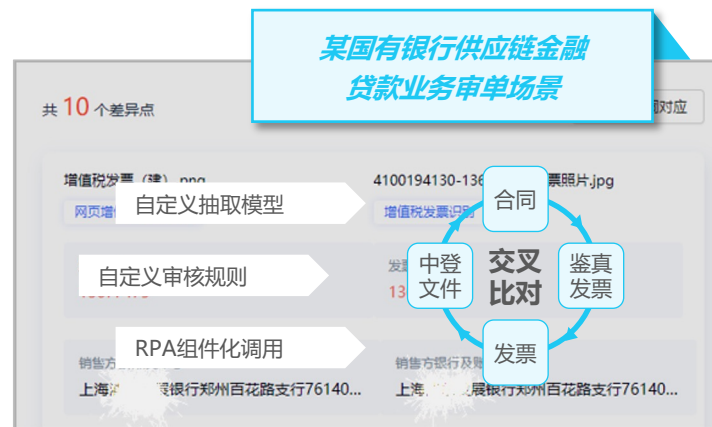 某国有银行供应链金融
贷款业务审单场景
共 10 个差异点
对应
增值税发票（建）.png
4100194130-136
票照片.jpg
网页增
增值税发票识别
自定义抽取模型
自定义审核规则
RPA组件化调用
合同
中登
文件
交叉
比对
鉴真
发票
发票
销售方
销售方银行及账
上海
展银行郑州百花路支行76140...
上海
展银行郑州百花路支行76140...